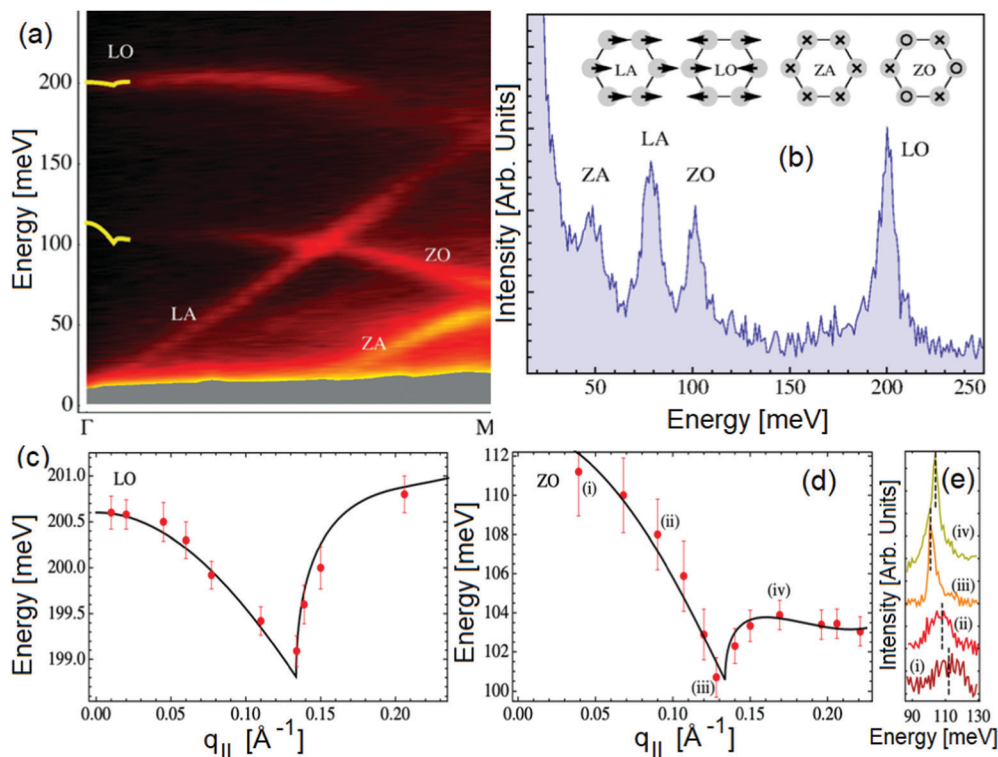 (a)
LO
200
150
100
50
0
Energy [meV]
LA
ZO
ZA
Γ
M
(b)
LA
LO
ZA
ZO
ZA
LA
ZO
LO
Intensity [Arb. Units]
50
100
150
200
250
Energy [meV]
(c)
LO
201.0
200.5
200.0
199.5
199.0
Energy [meV]
0.00
0.05
0.10
0.15
0.20
q|| [Å-1]
(d)
ZO
112
110
108
106
104
102
100
Energy [meV]
(i)
(ii)
(iii)
(iv)
0.00
0.05
0.10
0.15
0.20
q|| [Å-1]
(e)
(iv)
(iii)
(ii)
(i)
Intensity [Arb. Units]
90
110
130
Energy [meV]